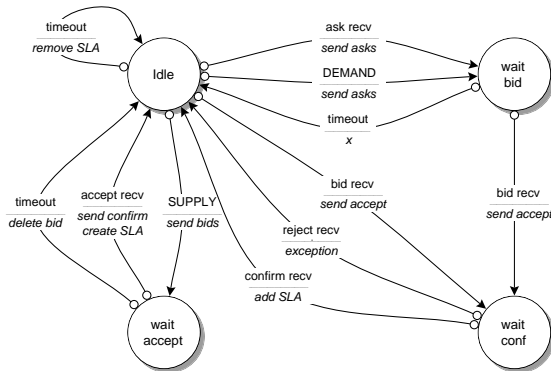 timeout
remove SLA
Idle
ask recv
send asks
DEMAND
send asks
timeout
x
wait
bid
timeout
delete bid
accept recv
send confirm
create SLA
SUPPLY
send bids
bid recv
send accept
reject recv
exception
confirm recv
add SLA
bid recv
send accept
wait
accept
wait
conf